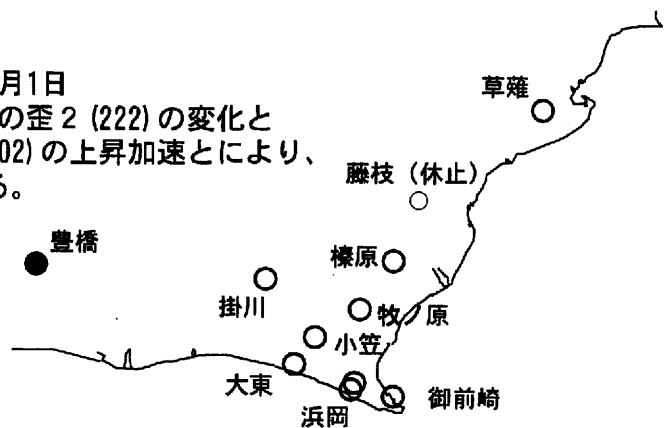 月1日
の歪2(222)の変化と
02)の上昇加速とにより、
る。
草薙
藤枝(休止)
豊橋
榛原
掛川
牧ノ原
小笠
大東
御前崎
浜岡